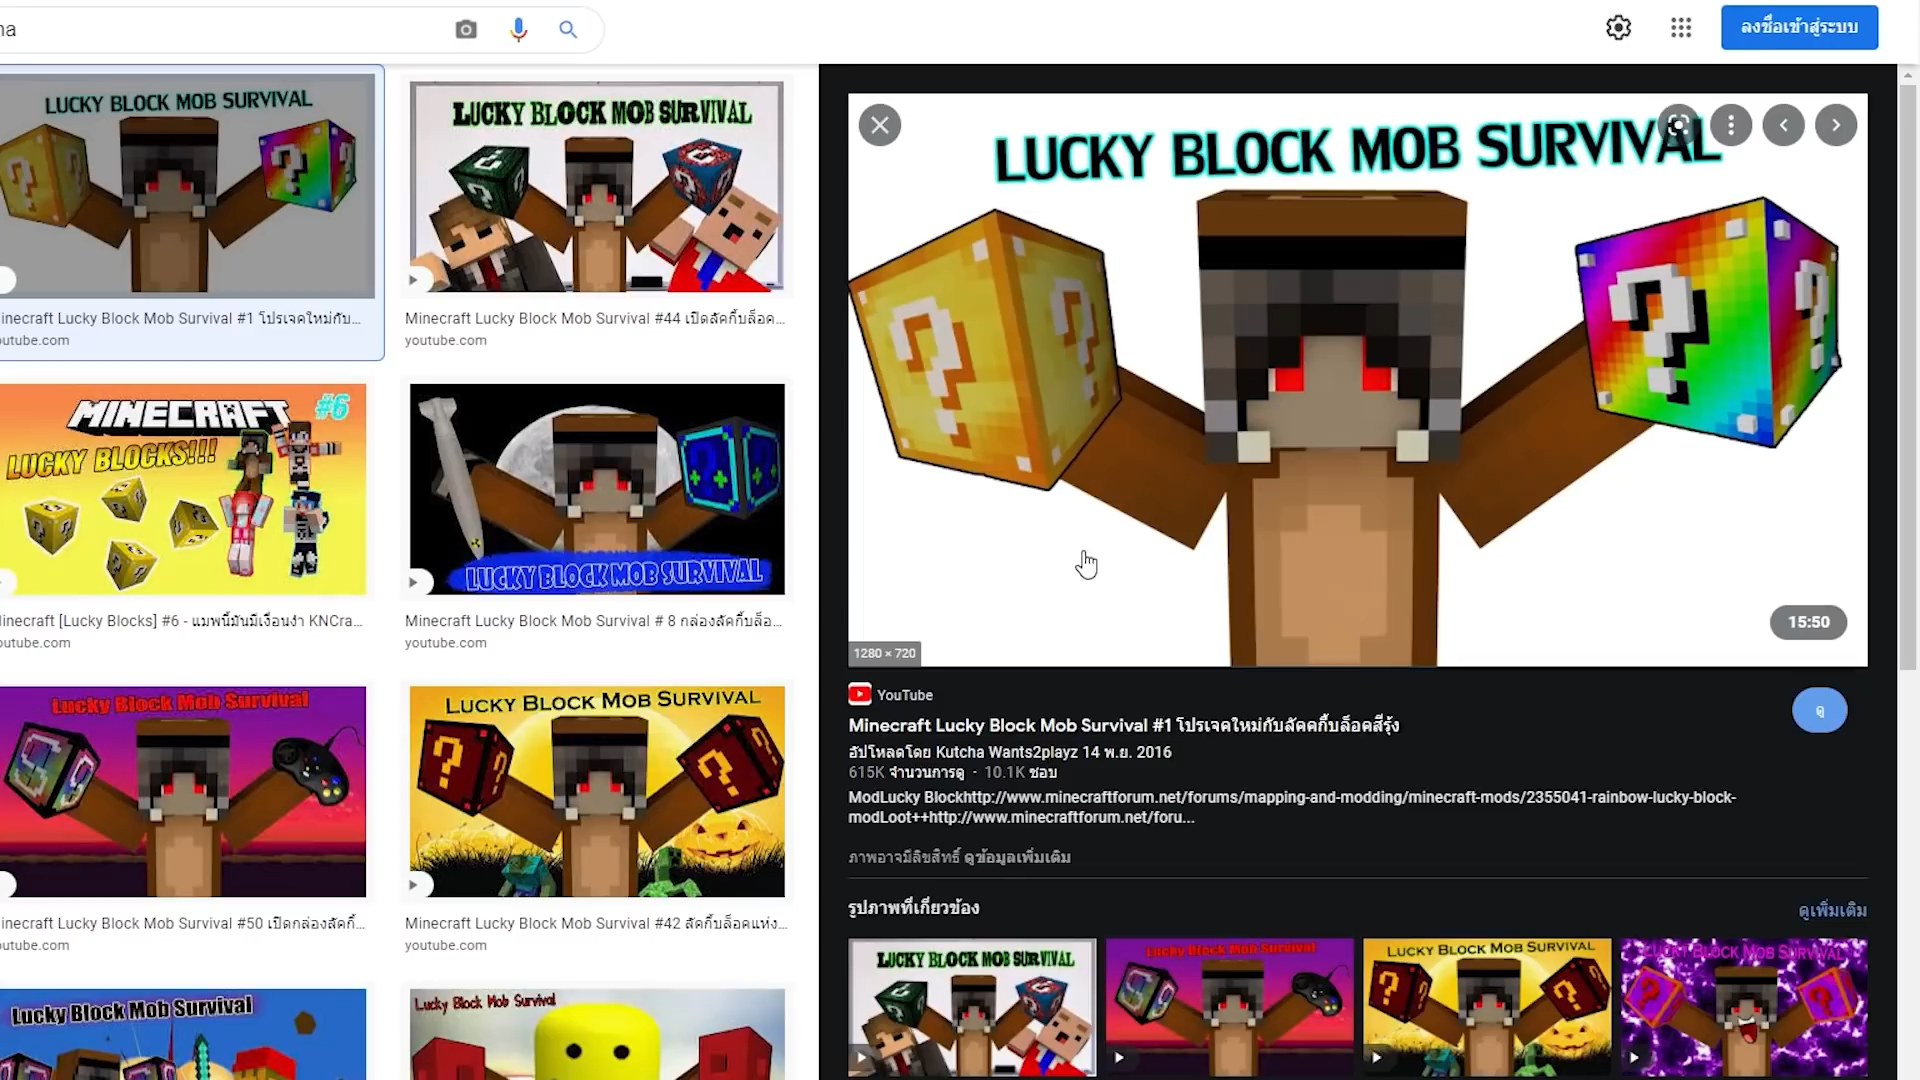 na
ลงชื่อเข้าสู่ระบบ
LUCKY BLOCK MOB SURVIVAL
inecraft Lucky Block Mob Survival #1 โปรเจคใหม่กับ...
outube.com
LUCKY BLOCK MOB SURVIVAL
Minecraft Lucky Block Mob Survival #44 เปิดลัคกี้บล็อค...
youtube.com
MINECRAFT #6
LUCKY BLOCKS!!!
inecraft [Lucky Blocks] #6 - แมพนี้มันมีเงื่อนงำ KNCra...
outube.com
LUCKY BLOCK MOB SURVIVAL
Minecraft Lucky Block Mob Survival # 8 กล่องลัคกี้บล็อ...
youtube.com
Lucky Block Mob Survival
inecraft Lucky Block Mob Survival #50 เปิดกล่องลัคกี้...
outube.com
LUCKY BLOCK MOB SURVIVAL
Minecraft Lucky Block Mob Survival #42 ลัคกี้บล็อคแห่ง...
youtube.com
Lucky Block Mob Survival
Lucky Block Mob Survival
LUCKY BLOCK MOB SURVIVAL
15:50
1280 × 720
YouTube
Minecraft Lucky Block Mob Survival #1 โปรเจคใหม่กับลัคคกี้บล็อคสีรุ้ง
ดู
อัปโหลดโดย Kutcha Wants2playz 14 พ.ย. 2016
615K จำนวนการดู · 10.1K ชอบ
ModLucky Blockhttp://www.minecraftforum.net/forums/mapping-and-modding/minecraft-mods/2355041-rainbow-lucky-block-
modLoot++http://www.minecraftforum.net/foru...
ภาพอาจมีลิขสิทธิ์ ดูข้อมูลเพิ่มเติม
รูปภาพที่เกี่ยวข้อง
ดูเพิ่มเติม
LUCKY BLOCK MOB SURVIVAL
Lucky Block Mob Survival
LUCKY BLOCK MOB SURVIVAL
LUCKY BLOCK MOB SURVIVAL